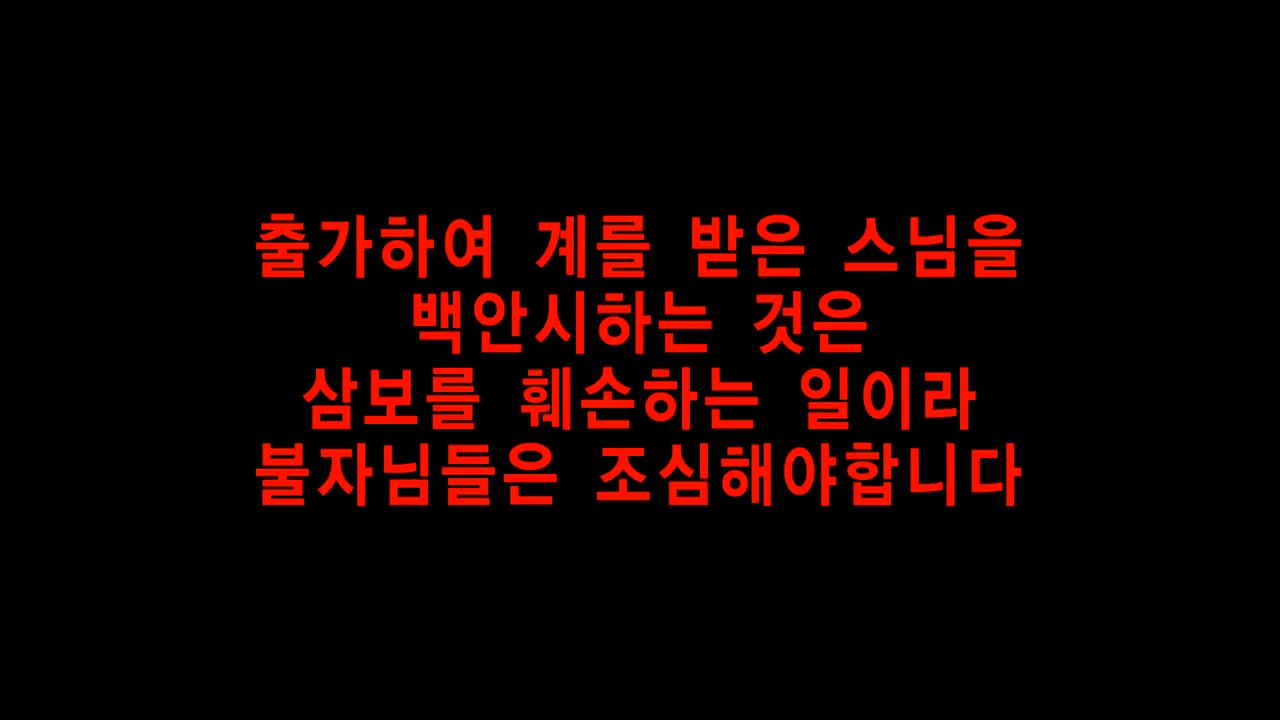 출가하여 계를 받은 스님을
백안시하는 것은
삼보를 훼손하는 일이라
불자님들은 조심해야합니다